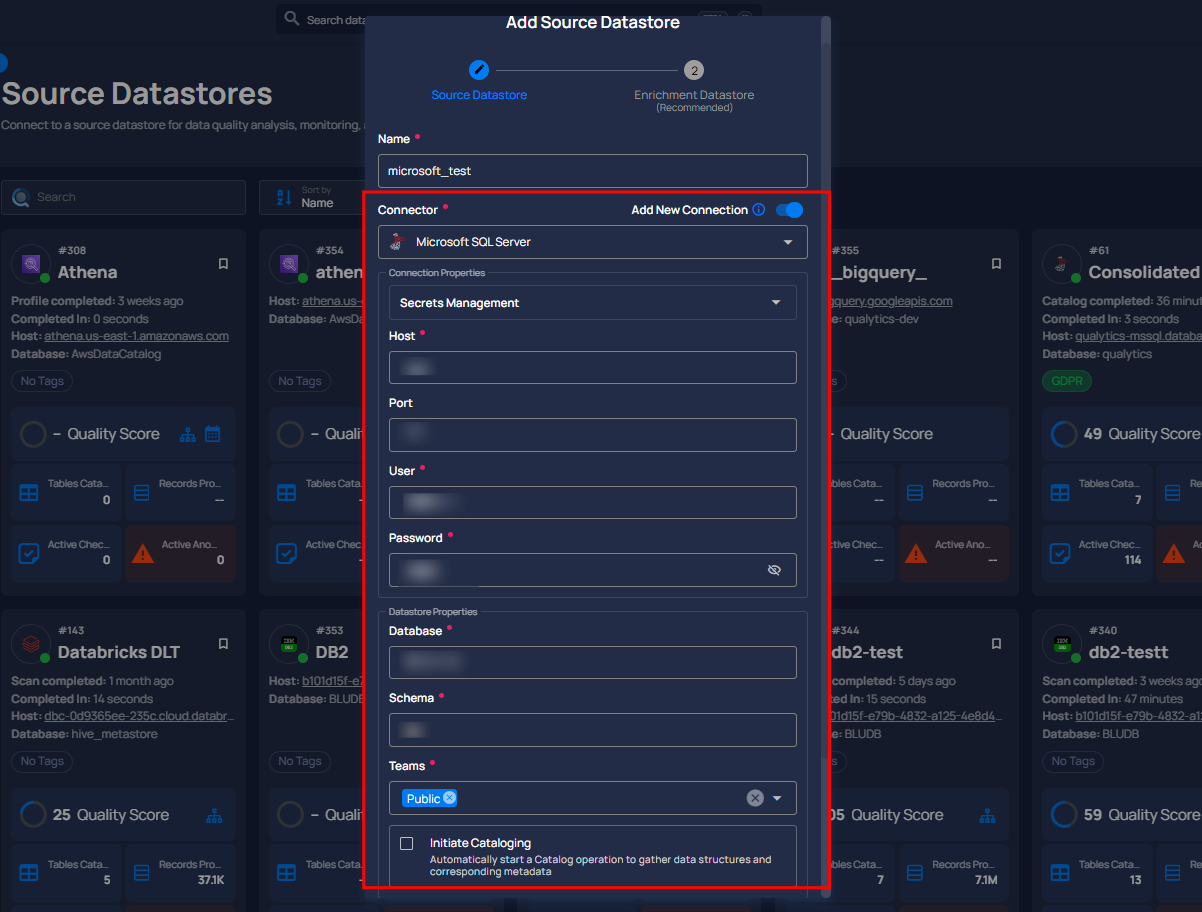 Search data
Add Source Datastore
2
Source Datastore
Enrichment Datastore
(Recommended)
Source Datastores
Connect to a source datastore for data quality analysis, monitoring,
Name
microsoft_test
Search
Sort by
Name
Connector
Add New Connection
Microsoft SQL Server
Connection Properties
Secrets Management
Host
Port
User
Password
Datastore Properties
Database
Schema
Teams
Public
Initiate Cataloging
Automatically start a Catalog operation to gather data structures and
corresponding metadata
#308
Athena
Profile completed: 3 weeks ago
Completed In: 0 seconds
Host: athena.us-east-1.amazonaws.com
Database: AwsDataCatalog
No Tags
– Quality Score
Tables Cata...
0
Records Pro...
--
Active Chec...
0
Active Ano...
0
#354
athen
Host: athena.us-
Database: AwsDa
No Tags
– Quali
Tables Cata
Active Chec
#355
_bigquery_
query.googleapis.com
e: qualytics-dev
s
Quality Score
bles Cata...
--
Records Pro...
--
tive Chec...
--
Active Ano...
--
#61
Consolidated
Catalog completed: 36 minut
Completed In: 3 seconds
Host: qualytics-mssql.databa
Database: qualytics
GDPR
49 Quality Score
Tables Cata...
7
Re
Active Chec...
114
#143
Databricks DLT
Scan completed: 1 month ago
Completed In: 14 seconds
Host: dbc-0d9365ee-235c.cloud.databr...
Database: hive_metastore
No Tags
25 Quality Score
Tables Cata...
5
Records Pro...
37.1K
#353
DB2
Host: b101d15f-e7
Database: BLUDB
No Tags
– Quali
Tables Cata
#344
db2-test
completed: 5 days ago
ed In: 15 seconds
01d15f-e79b-4832-a125-4e8d4...
e: BLUDB
s
05 Quality Score
bles Cata...
7
Records Pro...
7.1M
#340
db2-testt
Scan completed: 3 weeks ago
Completed In: 47 minutes
Host: b101d15f-e79b-4832-a1
Database: BLUDB
No Tags
59 Quality Score
Tables Cata...
13
Rec